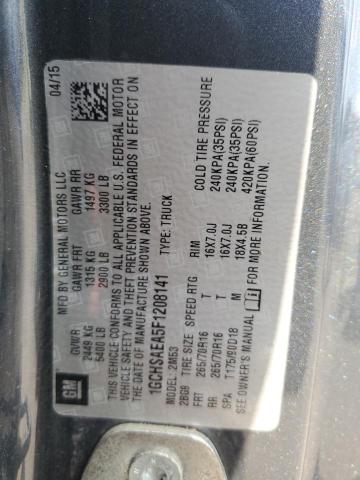 MFD BY GENERAL MOTORS LLC 04/15
GVWR GAWR FRT GAWR RR
2449 KG 1315 KG 1497 KG
5400 LB 2900 LB 3300 LB
THIS VEHICLE CONFORMS TO ALL APPLICABLE U.S. FEDERAL MOTOR
VEHICLE SAFETY AND THEFT PREVENTION STANDARDS IN EFFECT ON
THE DATE OF MANUFACTURE SHOWN ABOVE.
1GCHSAEA5F1208141 TYPE: TRUCK
MODEL: 2M53
2BG9 TIRE SIZE SPEED RTG RIM COLD TIRE PRESSURE
FRT 265/70R16 T 16X7.0J 240KPA(35PSI)
RR 265/70R16 T 16X7.0J 240KPA(35PSI)
SPA T175/90D18 M 18X4.5B 420KPA(60PSI)
SEE OWNER'S MANUAL FOR MORE INFORMATION.
GM